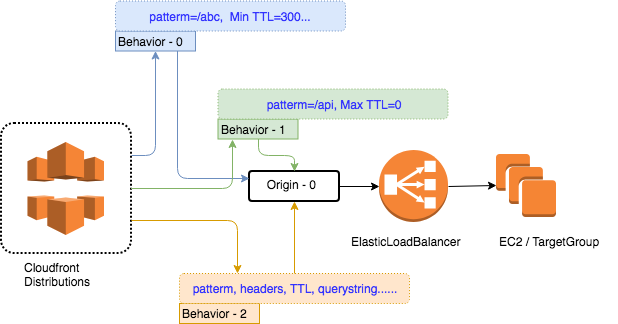 patterm=/abc,  Min TTL=300...
Behavior - 0
patterm=/api, Max TTL=0
Behavior - 1
Origin - 0
ElasticLoadBalancer
EC2 / TargetGroup
Cloudfront
Distributions
patterm, headers, TTL, querystring......
Behavior - 2